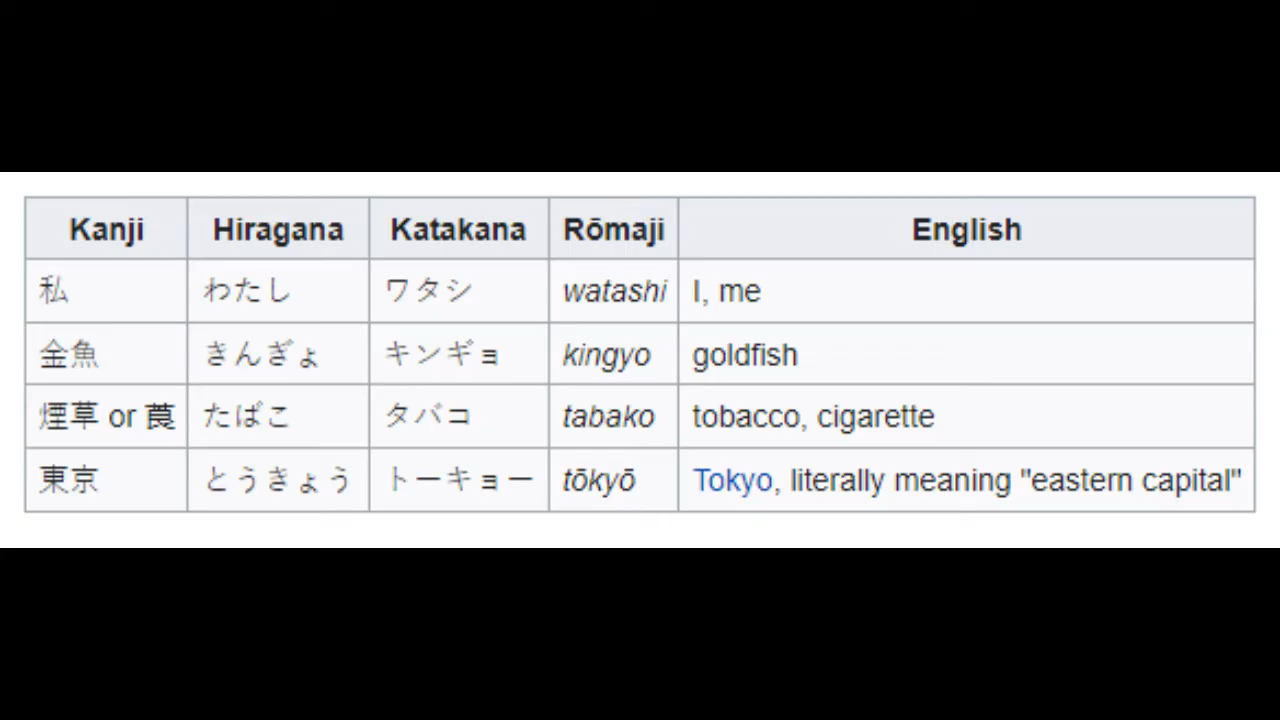 Kanji Hiragana Katakana Rōmaji English
私 わたし ワタシ watashi I, me
金魚 きんぎょ キンギョ kingyo goldfish
煙草 or 莨 たばこ タバコ tabako tobacco, cigarette
東京 とうきょう トーキョー tōkyō Tokyo, literally meaning "eastern capital"